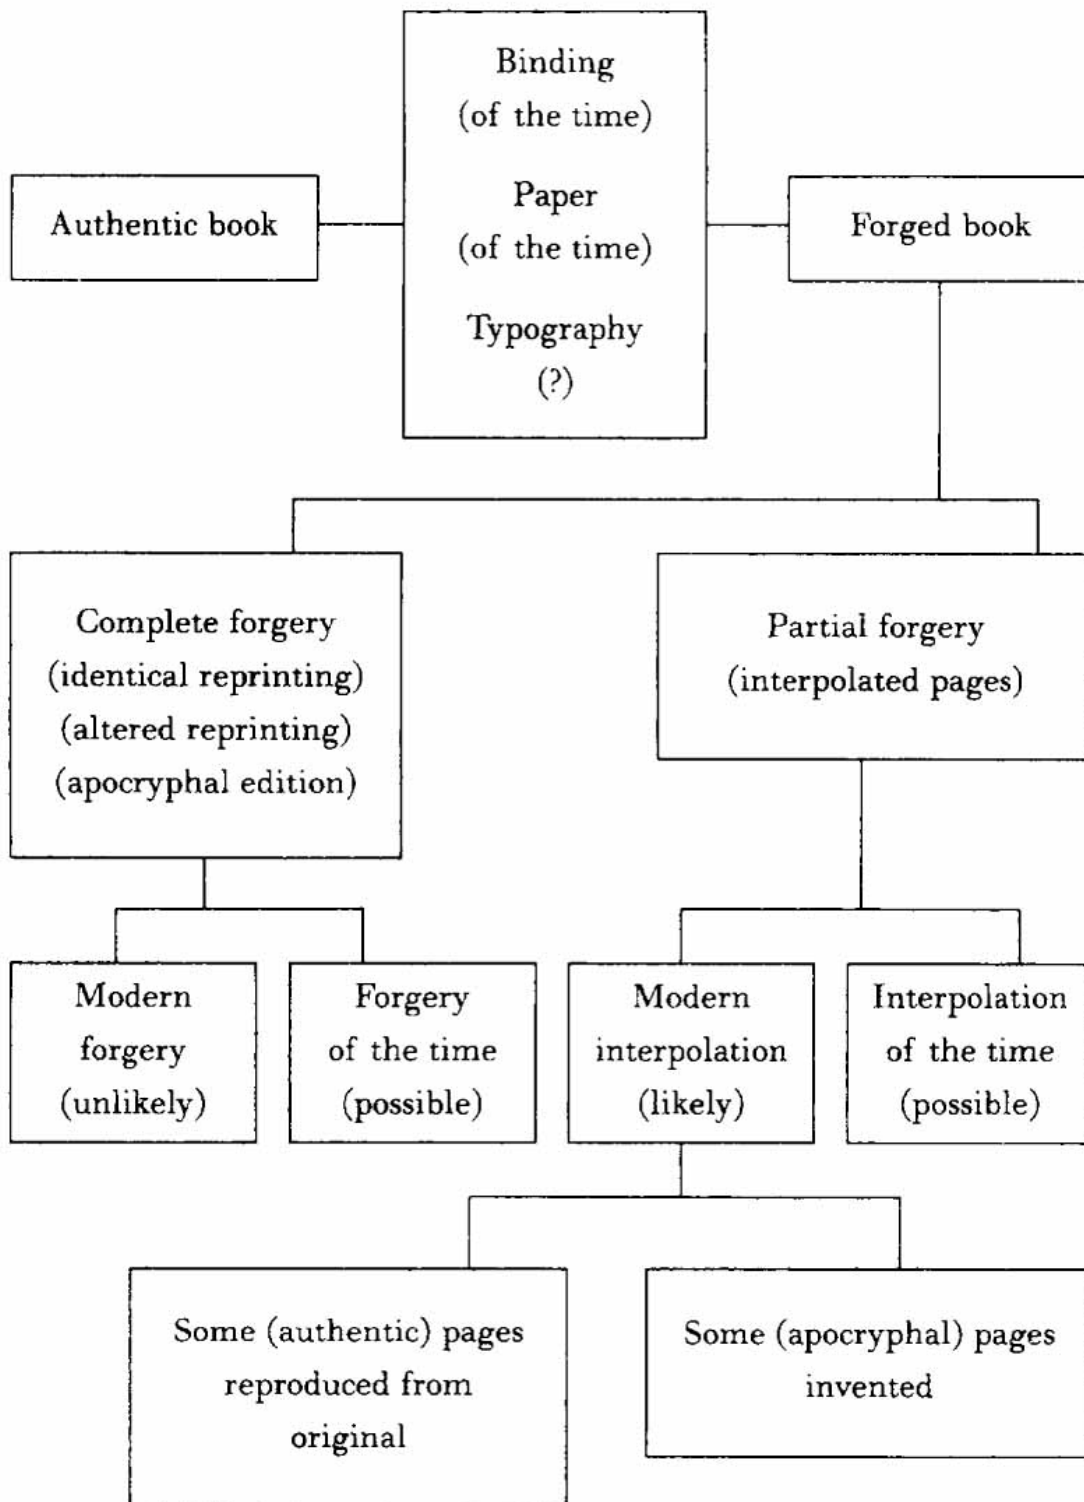 Binding
(of the time)
Paper
(of the time)
Typography
(?)
Authentic book
Forged book
Complete forgery
(identical reprinting)
(altered reprinting)
(apocryphal edition)
Partial forgery
(interpolated pages)
Modern
forgery
(unlikely)
Forgery
of the time
(possible)
Modern
interpolation
(likely)
Interpolation
of the time
(possible)
Some (authentic) pages
reproduced from
original
Some (apocryphal) pages
invented